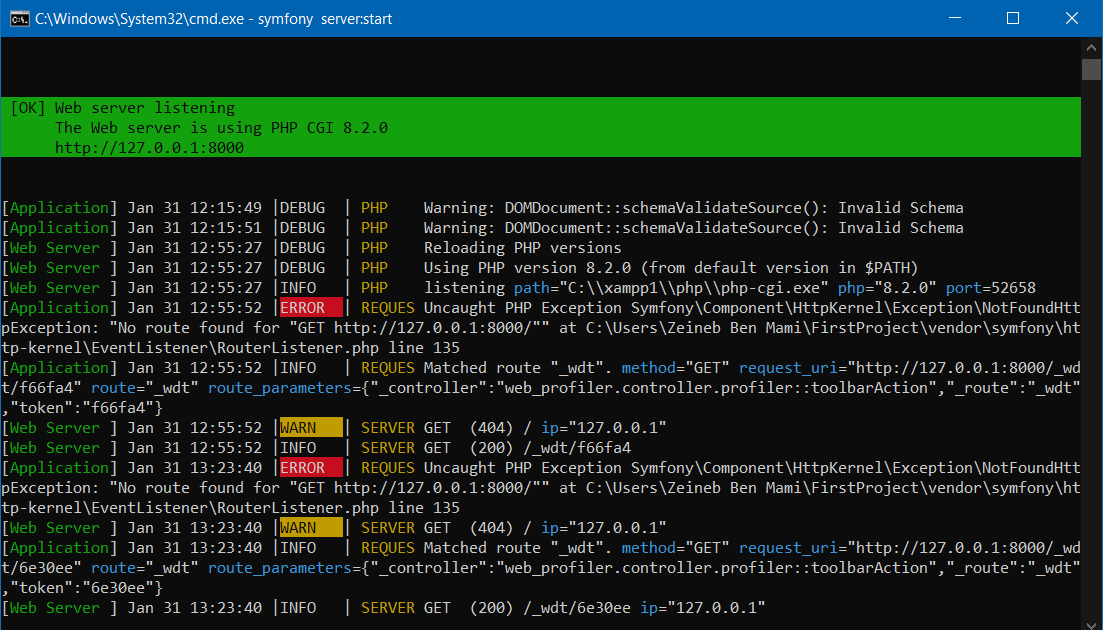 C:\Windows\System32\cmd.exe - symfony  server:start
[OK] Web server listening
The Web server is using PHP CGI 8.2.0
http://127.0.0.1:8000
[Application] Jan 31 12:15:49 |DEBUG  | PHP    Warning: DOMDocument::schemaValidateSource(): Invalid Schema
[Application] Jan 31 12:15:51 |DEBUG  | PHP    Warning: DOMDocument::schemaValidateSource(): Invalid Schema
[Web Server ] Jan 31 12:55:27 |DEBUG  | PHP    Reloading PHP versions
[Web Server ] Jan 31 12:55:27 |DEBUG  | PHP    Using PHP version 8.2.0 (from default version in $PATH)
[Web Server ] Jan 31 12:55:27 |INFO   | PHP    listening path="C:\\xampp1\\php\\php-cgi.exe" php="8.2.0" port=52658
[Application] Jan 31 12:55:52 |ERROR  | REQUES Uncaught PHP Exception Symfony\Component\HttpKernel\Exception\NotFoundHtt
pException: "No route found for "GET http://127.0.0.1:8000/"" at C:\Users\Zeineb Ben Mami\FirstProject\vendor\symfony\ht
tp-kernel\EventListener\RouterListener.php line 135
[Application] Jan 31 12:55:52 |INFO   | REQUES Matched route "_wdt". method="GET" request_uri="http://127.0.0.1:8000/_wd
t/f66fa4" route="_wdt" route_parameters={"_controller":"web_profiler.controller.profiler::toolbarAction","_route":"_wdt"
,"token":"f66fa4"}
[Web Server ] Jan 31 12:55:52 |WARN   | SERVER GET  (404) / ip="127.0.0.1"
[Web Server ] Jan 31 12:55:52 |INFO   | SERVER GET  (200) /_wdt/f66fa4
[Application] Jan 31 13:23:40 |ERROR  | REQUES Uncaught PHP Exception Symfony\Component\HttpKernel\Exception\NotFoundHtt
pException: "No route found for "GET http://127.0.0.1:8000/"" at C:\Users\Zeineb Ben Mami\FirstProject\vendor\symfony\ht
tp-kernel\EventListener\RouterListener.php line 135
[Web Server ] Jan 31 13:23:40 |WARN   | SERVER GET  (404) / ip="127.0.0.1"
[Application] Jan 31 13:23:40 |INFO   | REQUES Matched route "_wdt". method="GET" request_uri="http://127.0.0.1:8000/_wd
t/6e30ee" route="_wdt" route_parameters={"_controller":"web_profiler.controller.profiler::toolbarAction","_route":"_wdt"
,"token":"6e30ee"}
[Web Server ] Jan 31 13:23:40 |INFO   | SERVER GET  (200) /_wdt/6e30ee ip="127.0.0.1"